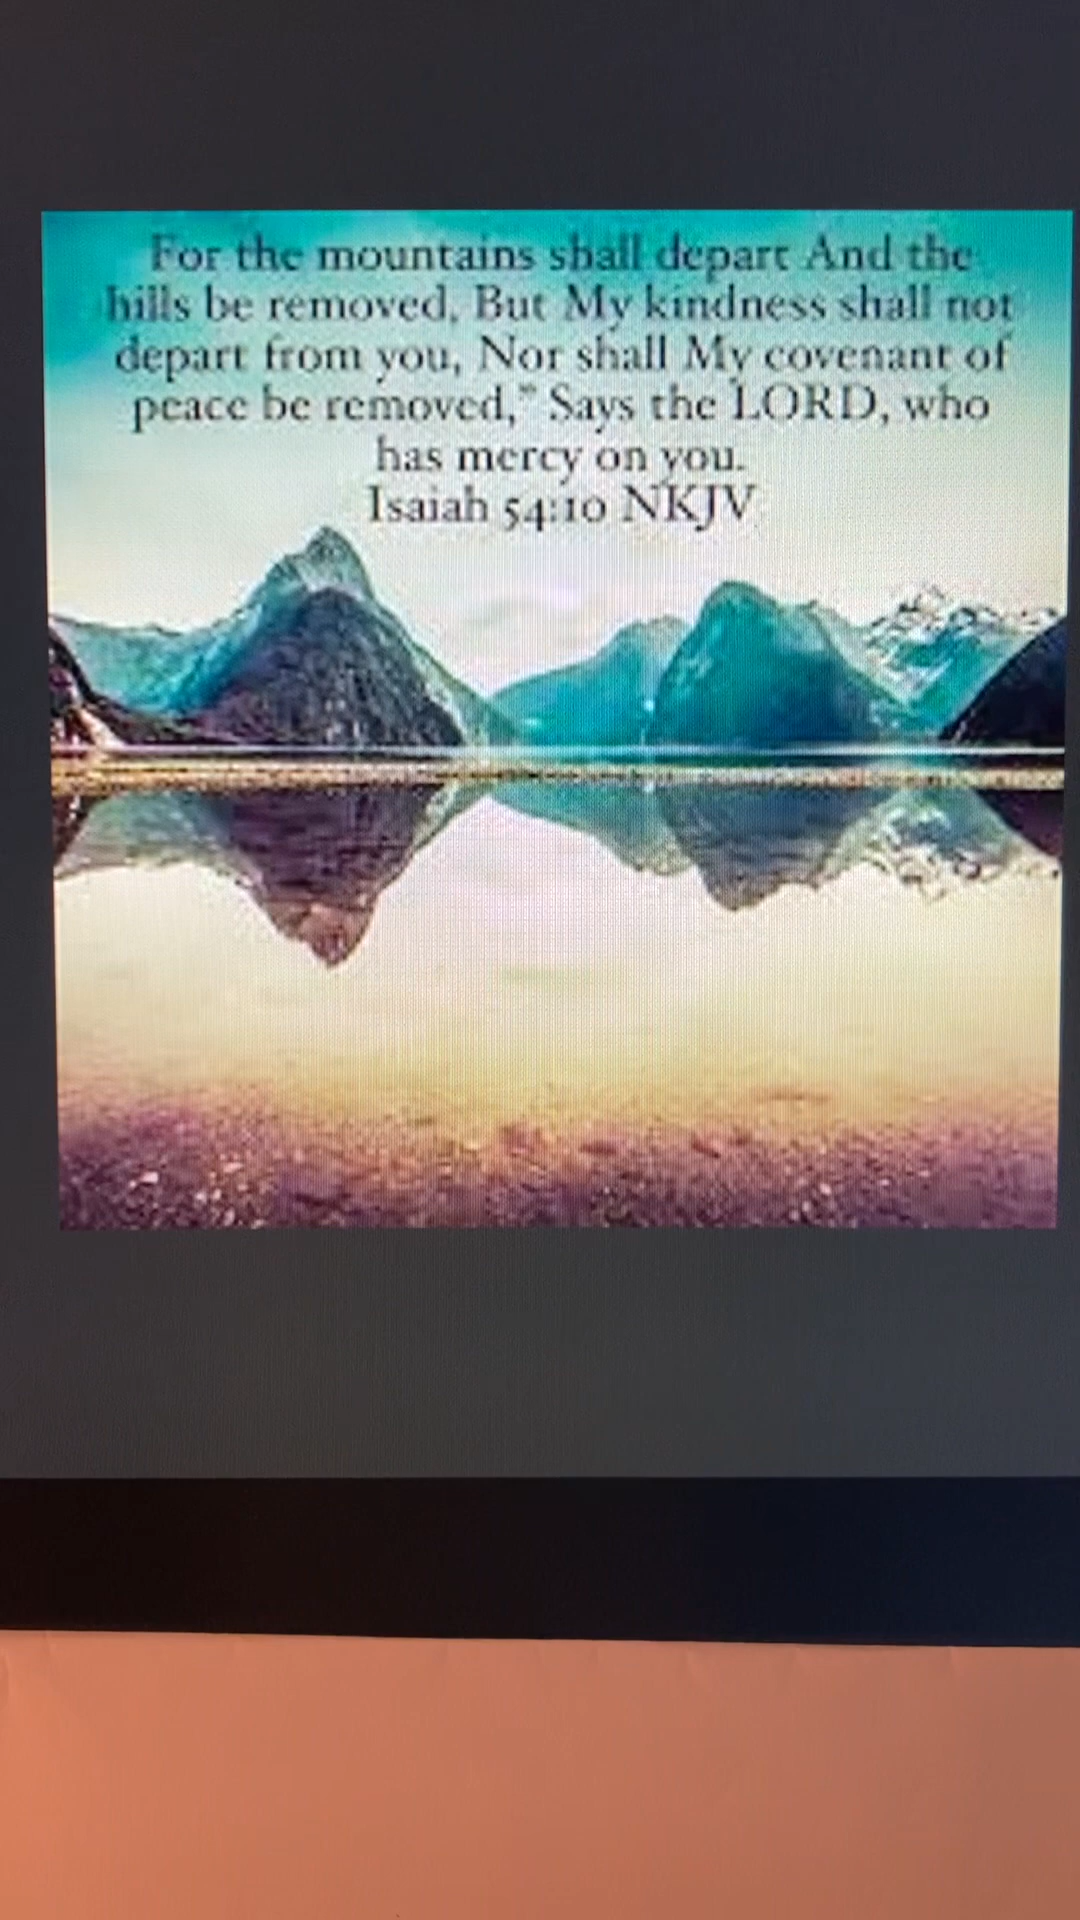 For the mountains shall depart And the
hills be removed, But My kindness shall not
depart from you, Nor shall My covenant of
peace be removed,” Says the LORD, who
has mercy on you.
Isaiah 54:10 NKJV